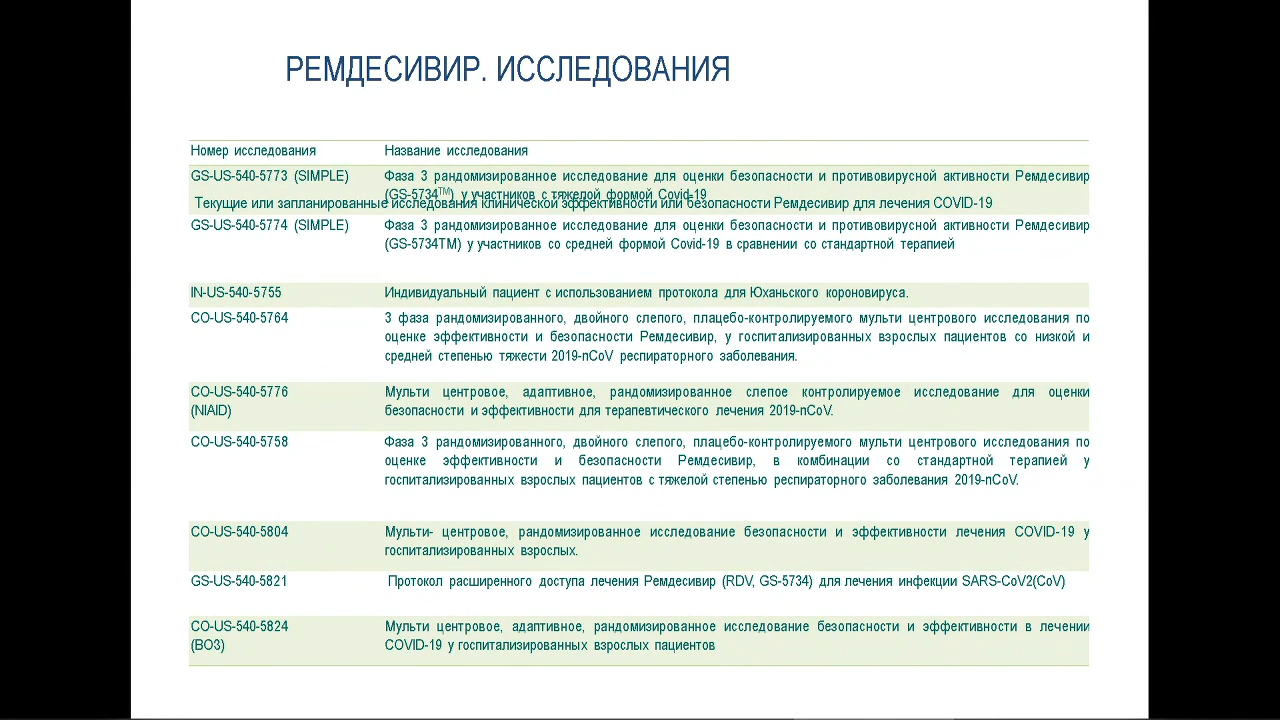 РЕМДЕСИВИР. ИССЛЕДОВАНИЯ
Номер исследования Название исследования
GS-US-540-5773 (SIMPLE) Фаза 3 рандомизированное исследование для оценки безопасности и противовирусной активности Ремдесивир
(GS-5734TM) у участников с тяжелой формой Covid-19
Текущие или запланированные исследования клинической эффективности или безопасности Ремдесивир для лечения COVID-19
GS-US-540-5774 (SIMPLE) Фаза 3 рандомизированное исследование для оценки безопасности и противовирусной активности Ремдесивир
(GS-5734TM) у участников со средней формой Covid-19 в сравнении со стандартной терапией
IN-US-540-5755 Индивидуальный пациент с использованием протокола для Юханьского короновируса.
CO-US-540-5764 3 фаза рандомизированного, двойного слепого, плацебо-контролируемого мульти центрового исследования по
оценке эффективности и безопасности Ремдесивир, у госпитализированных взрослых пациентов со низкой и
средней степенью тяжести 2019-nCoV респираторного заболевания.
CO-US-540-5776 Мульти центровое, адаптивное, рандомизированное слепое контролируемое исследование для оценки
(NIAID) безопасности и эффективности для терапевтического лечения 2019-nCoV.
CO-US-540-5758 Фаза 3 рандомизированного, двойного слепого, плацебо-контролируемого мульти центрового исследования по
оценке эффективности и безопасности Ремдесивир, в комбинации со стандартной терапией у
госпитализированных взрослых пациентов с тяжелой степенью респираторного заболевания 2019-nCoV.
CO-US-540-5804 Мульти- центровое, рандомизированное исследование безопасности и эффективности лечения COVID-19 у
госпитализированных взрослых.
GS-US-540-5821 Протокол расширенного доступа лечения Ремдесивир (RDV, GS-5734) для лечения инфекции SARS-CoV2(CoV)
CO-US-540-5824 Мульти центровое, адаптивное, рандомизированное исследование безопасности и эффективности в лечении
(ВОЗ) COVID-19 у госпитализированных взрослых пациентов